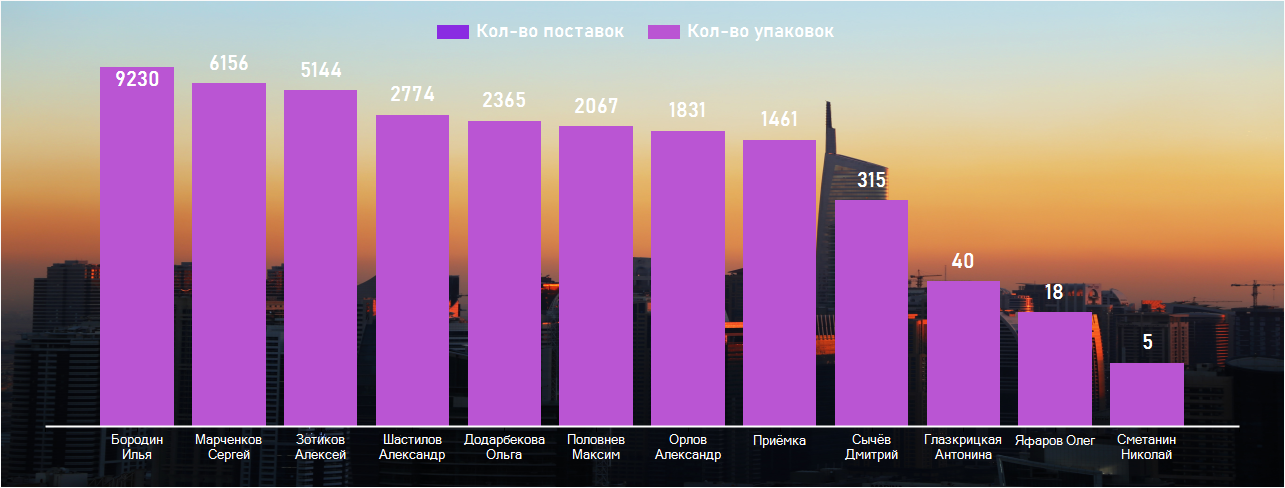 Кол-во поставок Кол-во упаковок
9230 6156 5144 2774 2365 2067 1831 1461 315 40 18 5
Бородин Марченков Зотиков Шастилов Додарбекова Половнев Орлов Приёмка Сычёв Глазкрицкая Яфаров Олег Сметанин
Илья Сергей Алексей Александр Ольга Максим Александр Дмитрий Антонина Николай